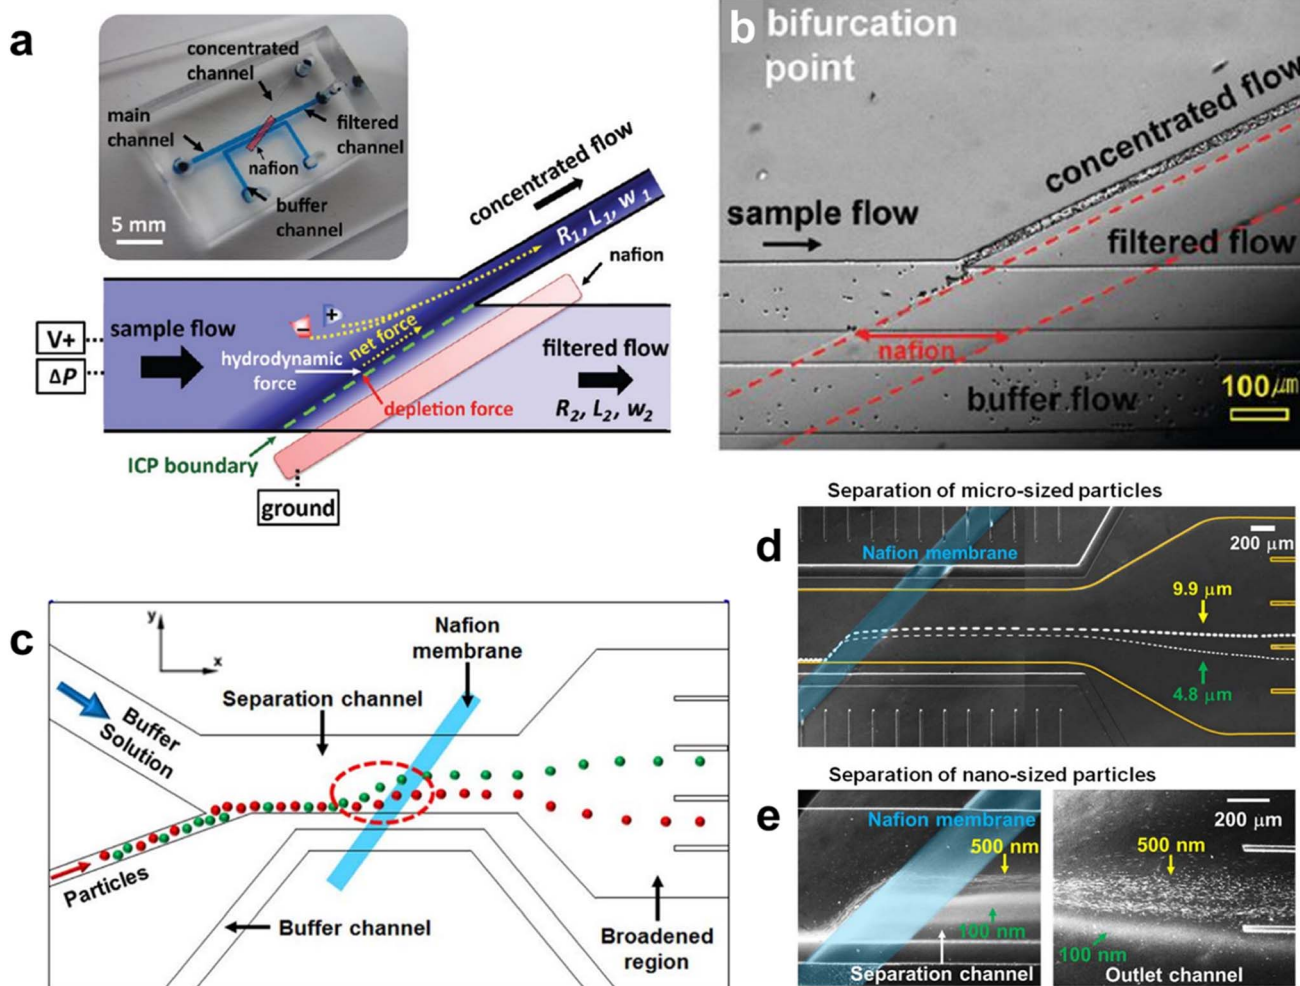 a
concentrated
channel
main
channel
filtered
channel
nafion
buffer
channel
5 mm
concentrated flow
R1, L1, w1
nafion
V+
ΔP
sample flow
−
+
net force
hydrodynamic
force
depletion force
filtered flow
R2, L2, w2
ICP boundary
ground
b
bifurcation
point
concentrated flow
sample flow
filtered flow
nafion
buffer flow
100 μm
c
y
x
Nafion
membrane
Separation channel
Buffer
Solution
Particles
Buffer channel
Broadened
region
d
Separation of micro-sized particles
Nafion membrane
200 μm
9.9 μm
4.8 μm
e
Separation of nano-sized particles
Nafion membrane
500 nm
100 nm
Separation channel
200 μm
500 nm
100 nm
Outlet channel